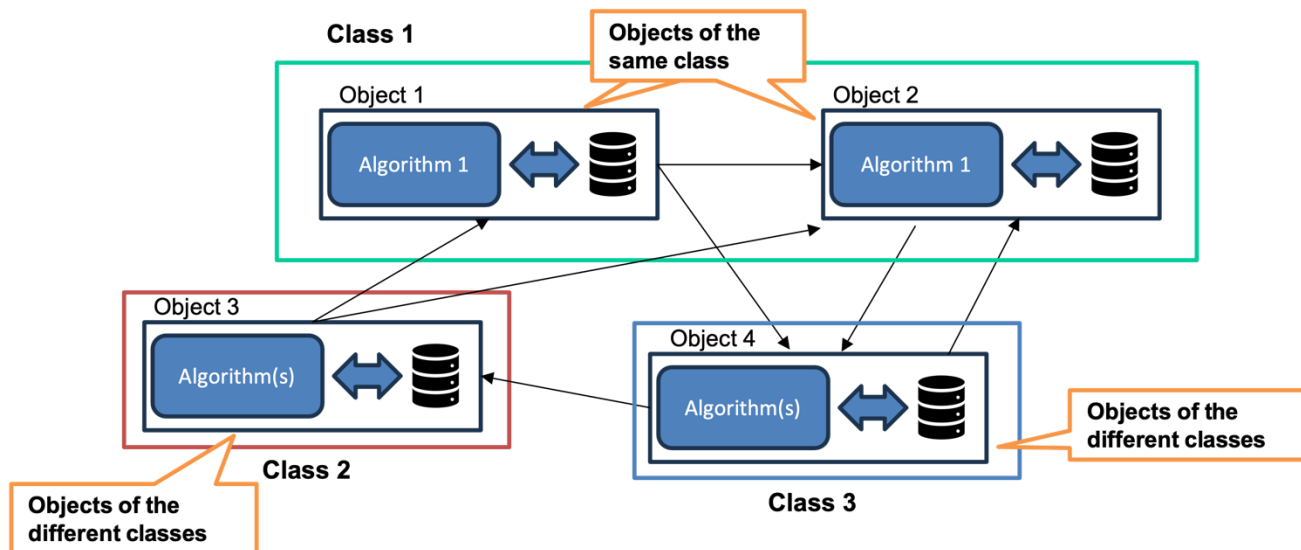 Class 1
Objects of the
same class
Object 1
Object 2
Algorithm 1
Algorithm 1
Object 3
Object 4
Algorithm(s)
Algorithm(s)
Objects of the
different classes
Class 2
Class 3
Objects of the
different classes